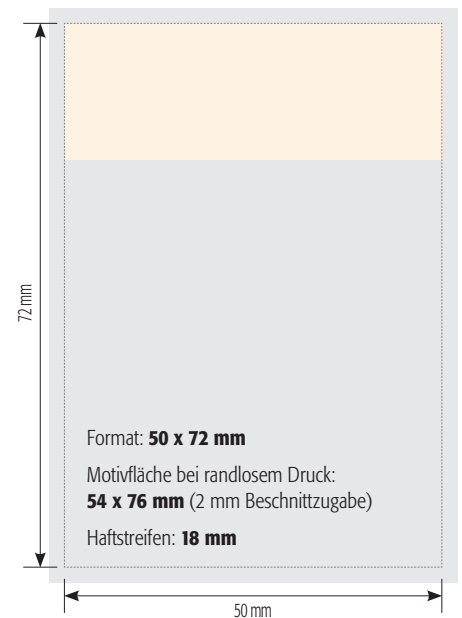 72 mm
Format: 50 x 72 mm
Motivfläche bei randlosem Druck:
54 x 76 mm (2 mm Beschnittzugabe)
Haftstreifen: 18 mm
50 mm